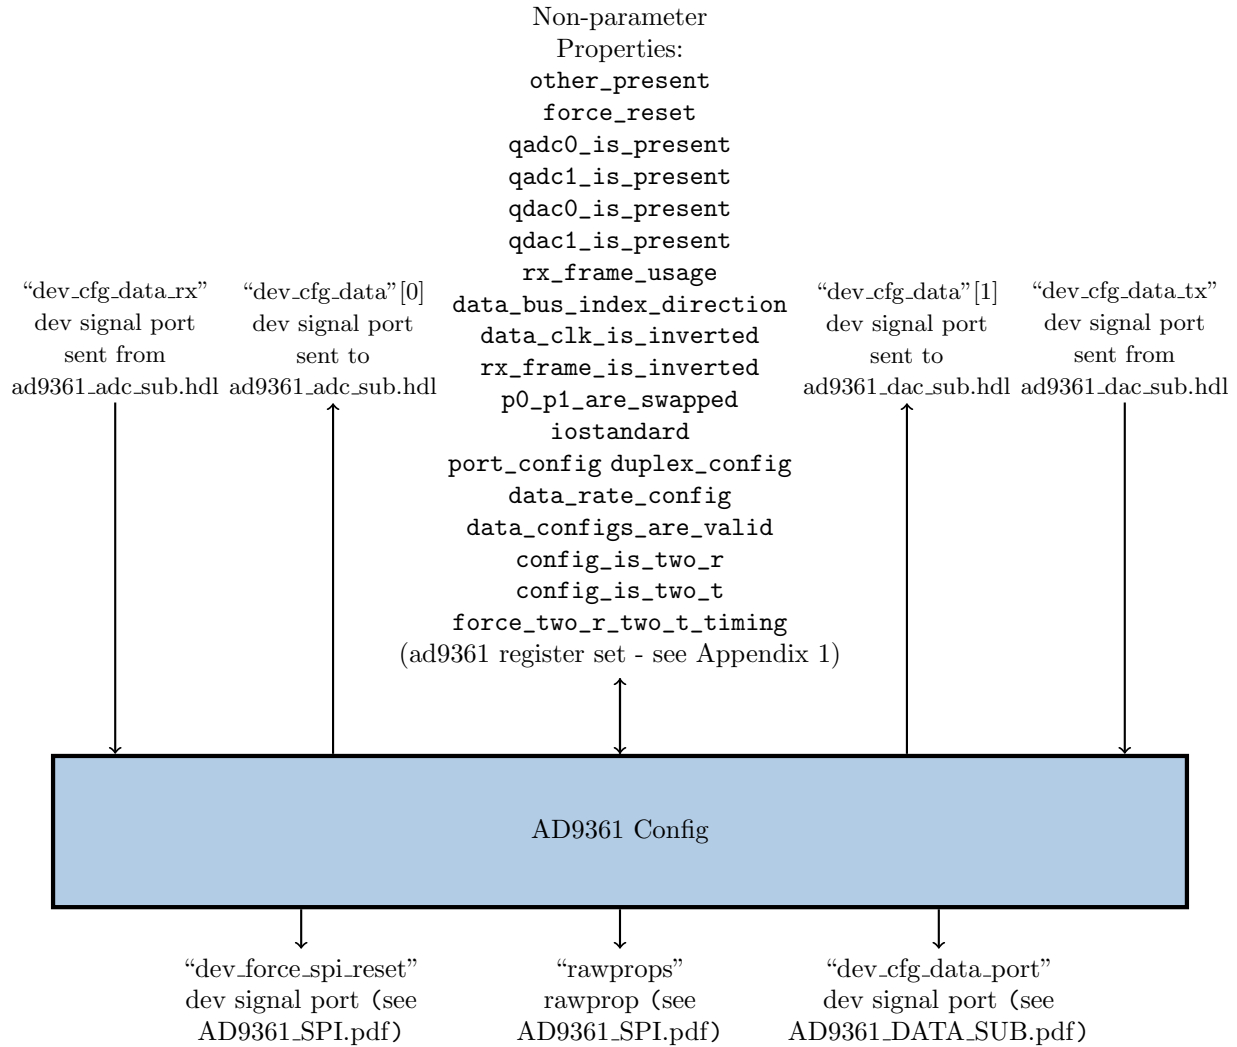 Non-parameter
Properties:
other_present
force_reset
qadc0_is_present
qadc1_is_present
qdac0_is_present
qdac1_is_present
rx_frame_usage
data_bus_index_direction
data_clk_is_inverted
rx_frame_is_inverted
p0_p1_are_swapped
iostandard
port_config duplex_config
data_rate_config
data_configs_are_valid
config_is_two_r
config_is_two_t
force_two_r_two_t_timing
(ad9361 register set - see Appendix 1)
“dev_cfg_data_rx”
dev signal port
sent from
ad9361_adc_sub.hdl
“dev_cfg_data”[0]
dev signal port
sent to
ad9361_adc_sub.hdl
“dev_cfg_data”[1]
dev signal port
sent to
ad9361_dac_sub.hdl
“dev_cfg_data_tx”
dev signal port
sent from
ad9361_dac_sub.hdl
AD9361 Config
“dev_force_spi_reset”
dev signal port (see
AD9361_SPI.pdf)
“rawprops”
rawprop (see
AD9361_SPI.pdf)
“dev_cfg_data_port”
dev signal port (see
AD9361_DATA_SUB.pdf)